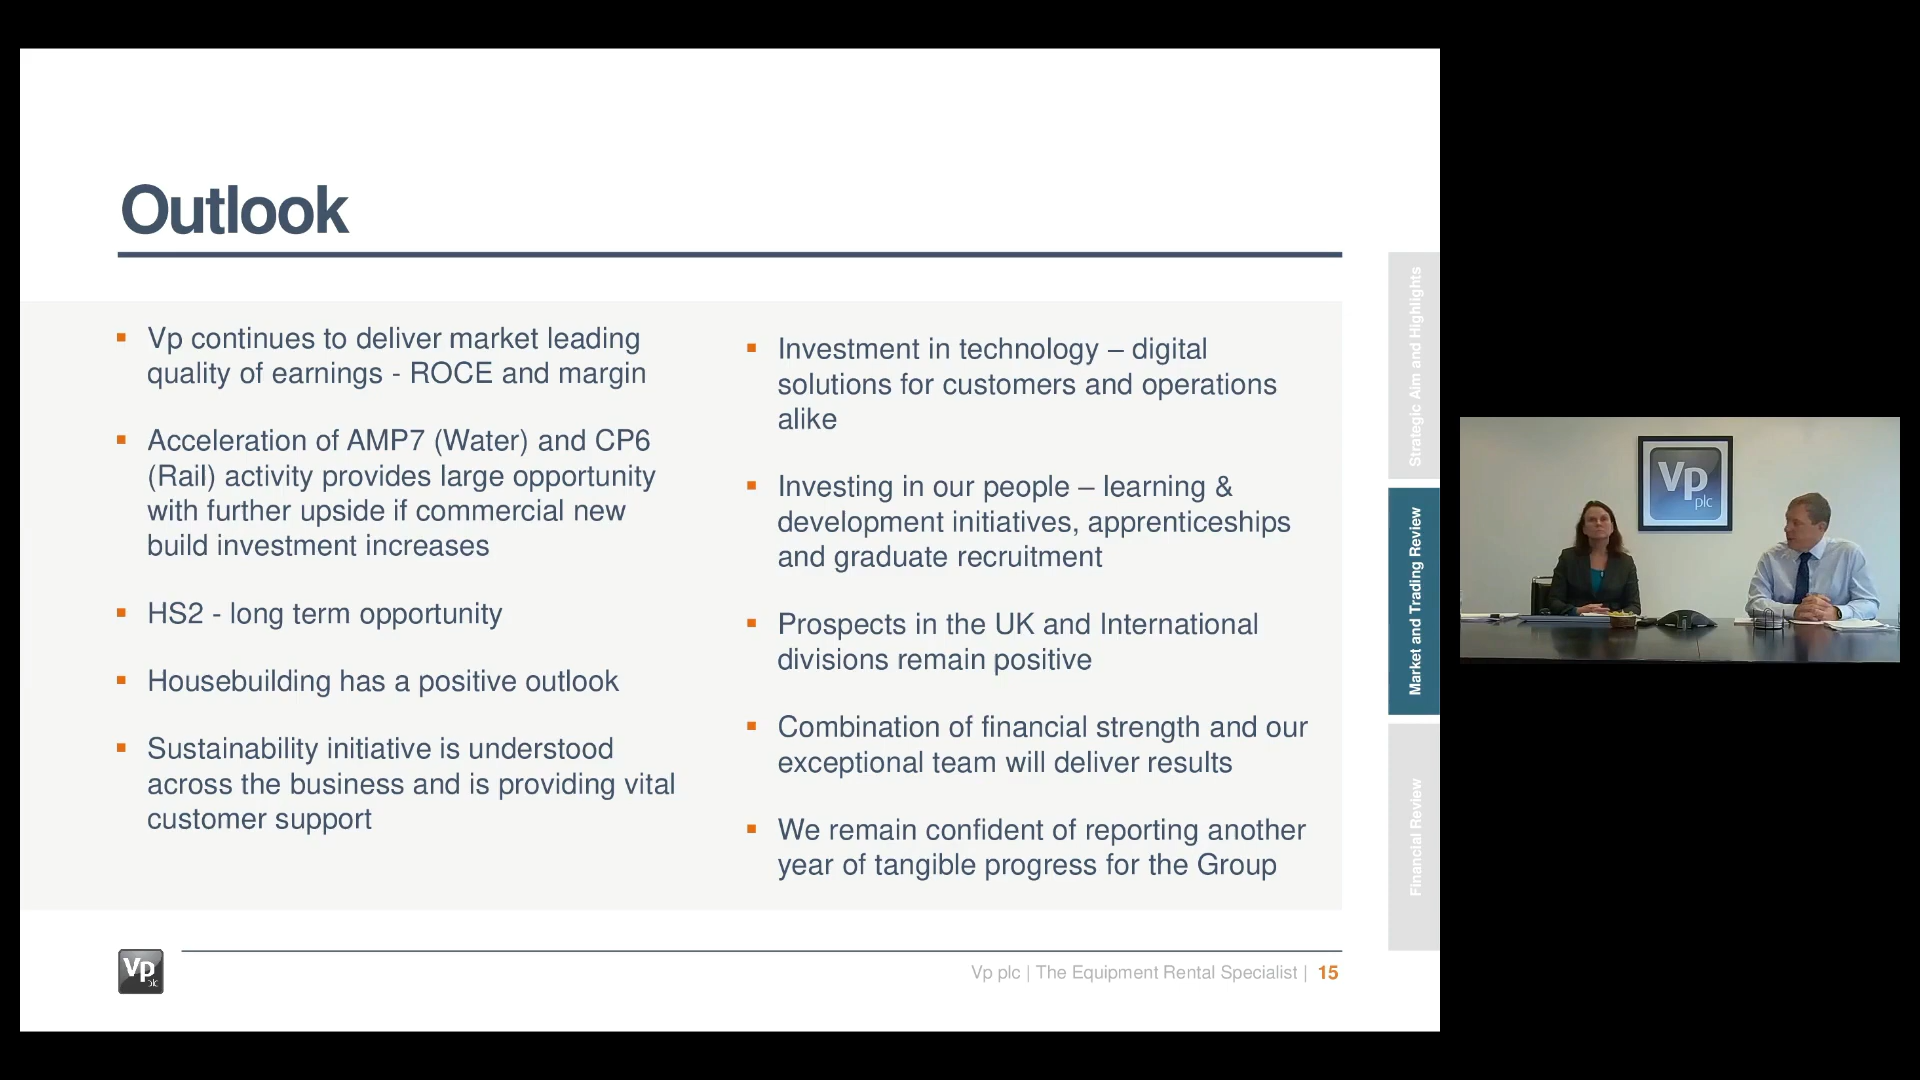 Outlook
Vp continues to deliver market leading
quality of earnings - ROCE and margin
Acceleration of AMP7 (Water) and CP6
(Rail) activity provides large opportunity
with further upside if commercial new
build investment increases
HS2 - long term opportunity
Housebuilding has a positive outlook
Sustainability initiative is understood
across the business and is providing vital
customer support
Investment in technology – digital
solutions for customers and operations
alike
Investing in our people – learning &
development initiatives, apprenticeships
and graduate recruitment
Prospects in the UK and International
divisions remain positive
Combination of financial strength and our
exceptional team will deliver results
We remain confident of reporting another
year of tangible progress for the Group
Strategic Aim and Highlights
Market and Trading Review
Financial Review
Vp
plc
Vp plc | The Equipment Rental Specialist | 15
Vp
plc